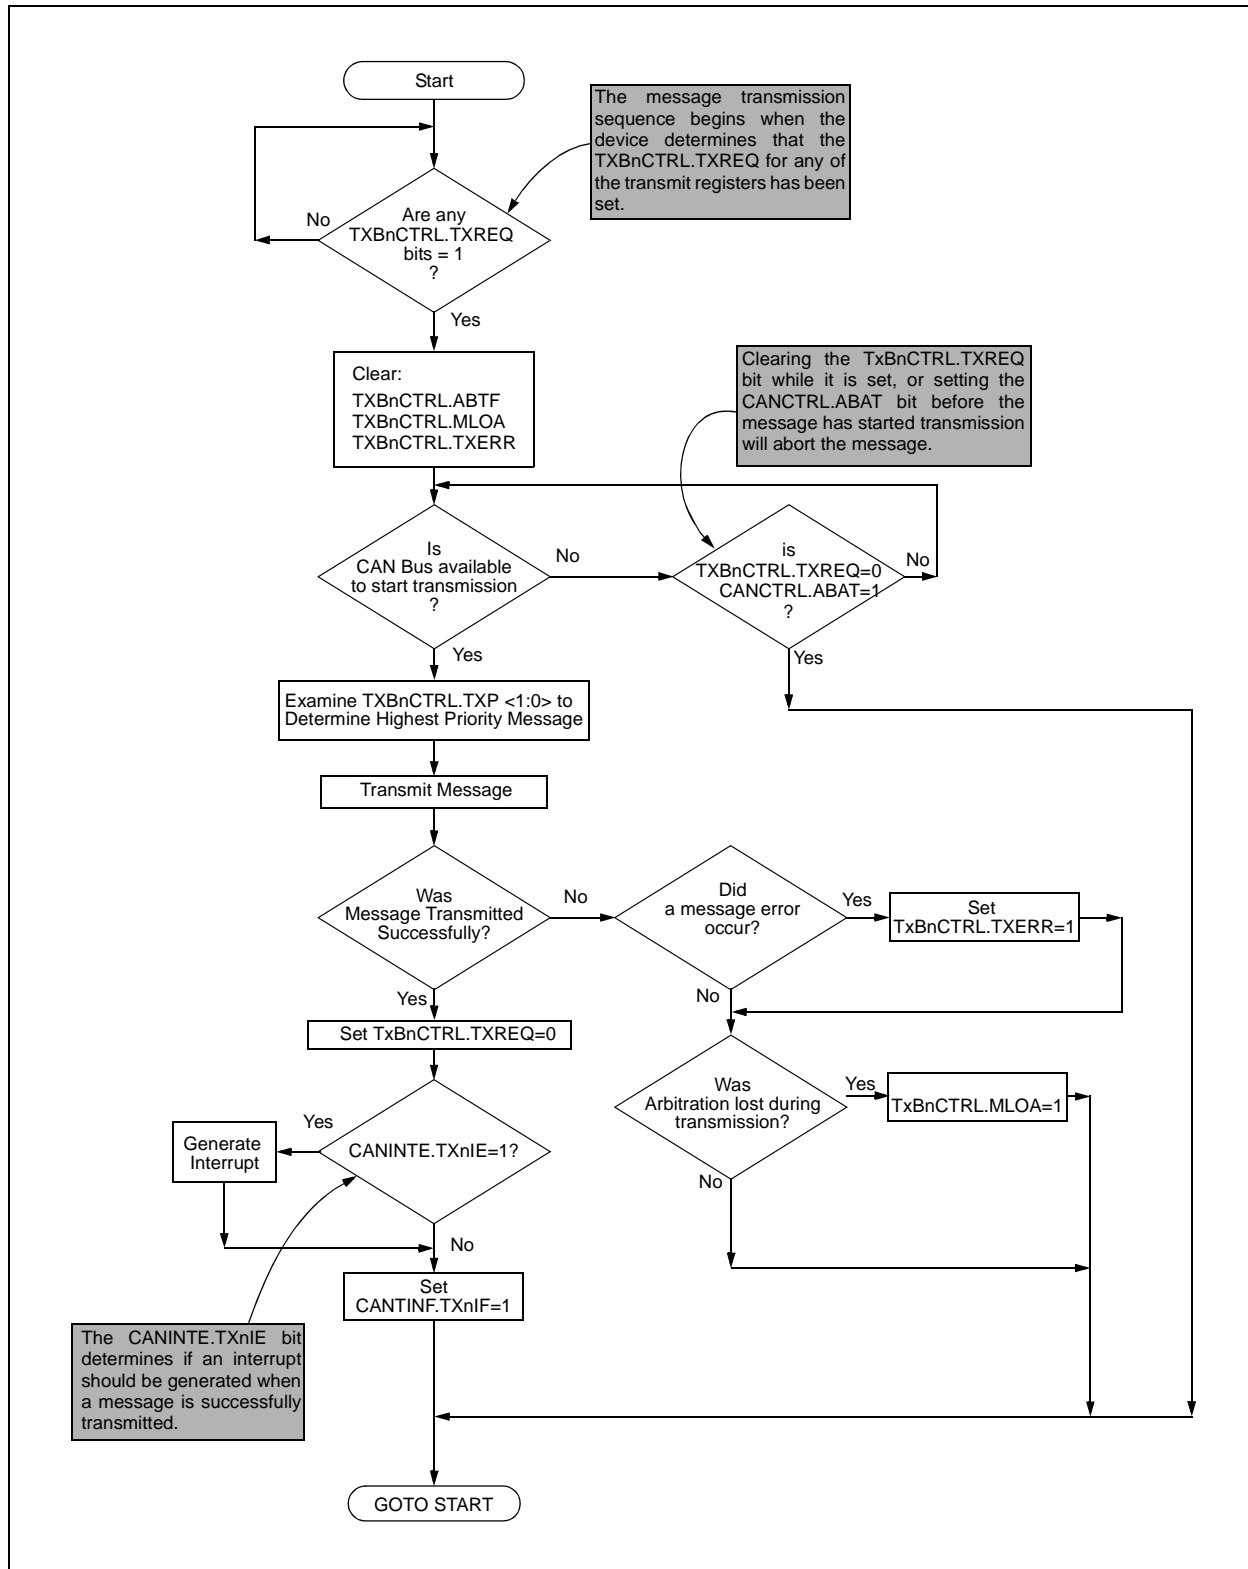 Start
The message transmission
sequence begins when the
device determines that the
TXBnCTRL.TXREQ for any of
the transmit registers has been
set.
No
Are any
TXBnCTRL.TXREQ
bits = 1
?
Yes
Clear:
TXBnCTRL.ABTF
TXBnCTRL.MLOA
TXBnCTRL.TXERR
Clearing the TxBnCTRL.TXREQ
bit while it is set, or setting the
CANCTRL.ABAT bit before the
message has started transmission
will abort the message.
Is
CAN Bus available
to start transmission
?
No
is
TXBnCTRL.TXREQ=0
CANCTRL.ABAT=1
?
No
Yes
Yes
Examine TXBnCTRL.TXP <1:0> to
Determine Highest Priority Message
Transmit Message
Was
Message Transmitted
Successfully?
No
Did
a message error
occur?
Yes
Set
TxBnCTRL.TXERR=1
Yes
No
Set TxBnCTRL.TXREQ=0
Was
Arbitration lost during
transmission?
Yes
TxBnCTRL.MLOA=1
Yes
CANINTE.TXnIE=1?
Generate
Interrupt
No
No
Set
CANTINF.TXnIF=1
The CANINTE.TXnIE bit
determines if an interrupt
should be generated when
a message is successfully
transmitted.
GOTO START